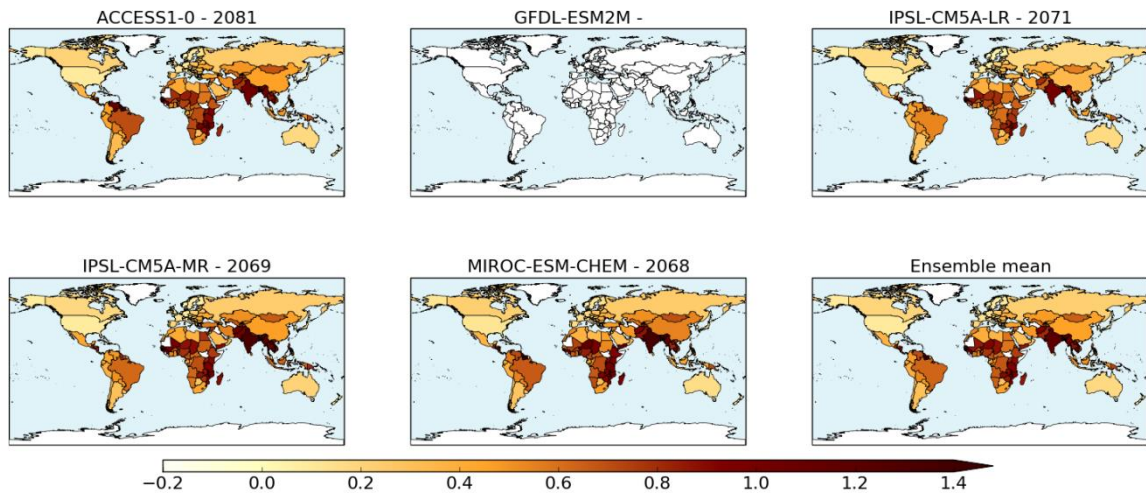 ACCESS1-0 - 2081
GFDL-ESM2M -
IPSL-CM5A-LR - 2071
IPSL-CM5A-MR - 2069
MIROC-ESM-CHEM - 2068
Ensemble mean
−0.2 0.0 0.2 0.4 0.6 0.8 1.0 1.2 1.4